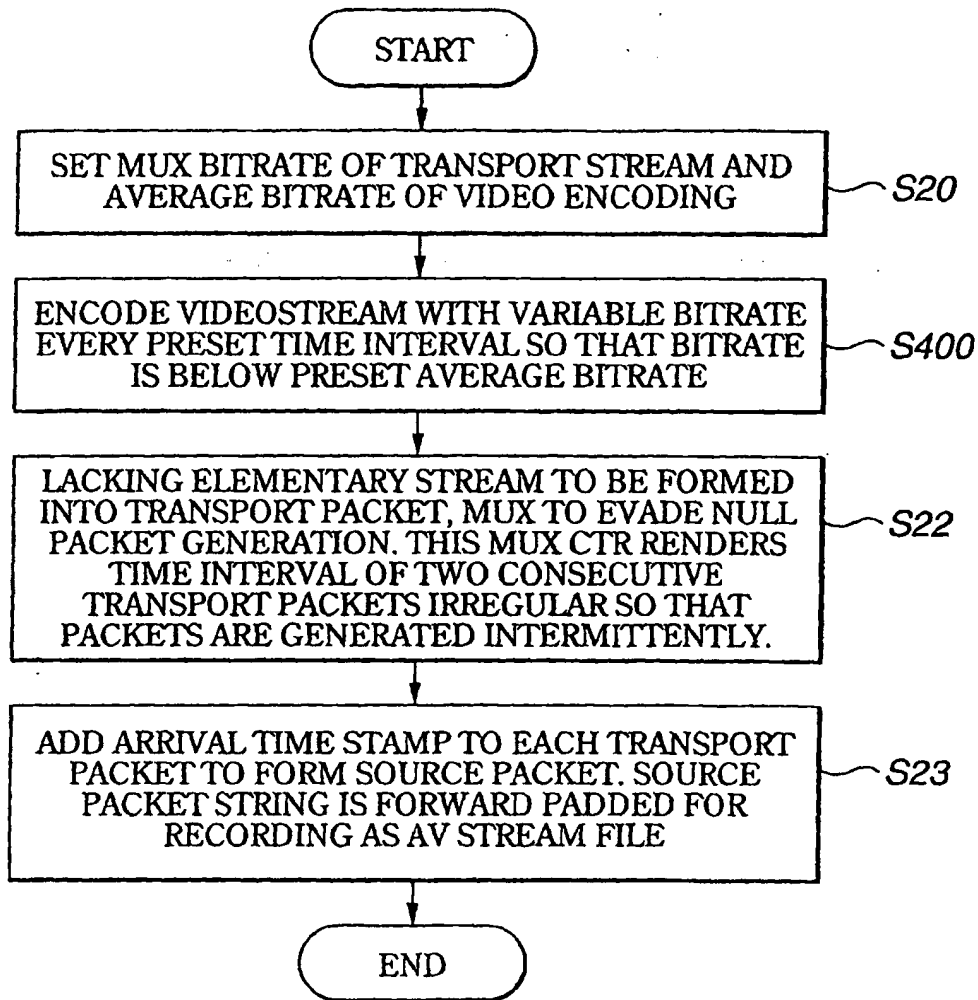 START
SET MUX BITRATE OF TRANSPORT STREAM AND
AVERAGE BITRATE OF VIDEO ENCODING
S20
ENCODE VIDEOSTREAM WITH VARIABLE BITRATE
EVERY PRESET TIME INTERVAL SO THAT BITRATE
IS BELOW PRESET AVERAGE BITRATE
S400
LACKING ELEMENTARY STREAM TO BE FORMED
INTO TRANSPORT PACKET, MUX TO EVADE NULL
PACKET GENERATION. THIS MUX CTR RENDERS
TIME INTERVAL OF TWO CONSECUTIVE
TRANSPORT PACKETS IRREGULAR SO THAT
PACKETS ARE GENERATED INTERMITTENTLY.
S22
ADD ARRIVAL TIME STAMP TO EACH TRANSPORT
PACKET TO FORM SOURCE PACKET. SOURCE
PACKET STRING IS FORWARD PADDED FOR
RECORDING AS AV STREAM FILE
S23
END